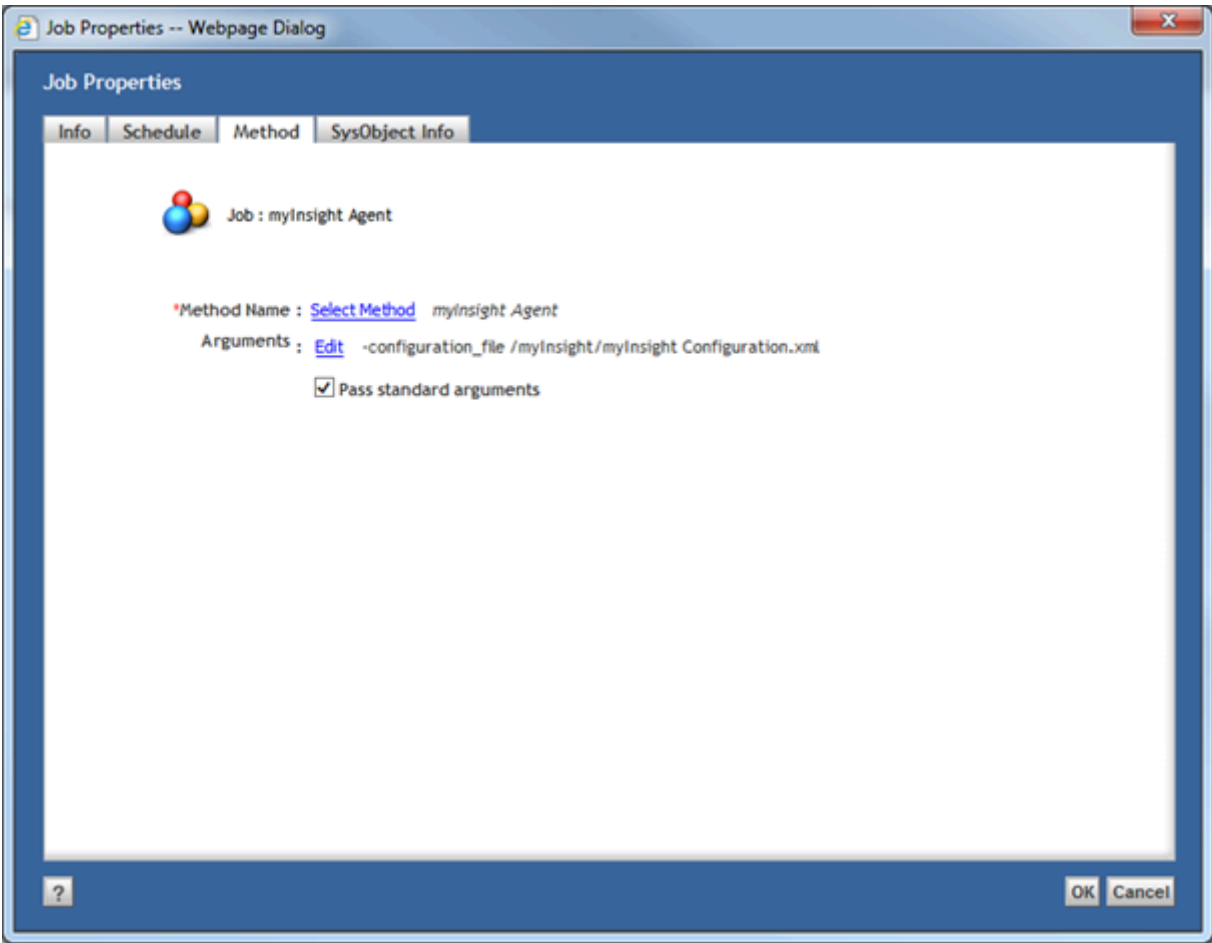 Job Properties -- Webpage Dialog
Job Properties
Info Schedule Method SysObject Info
Job : myInsight Agent
*Method Name : Select Method myInsight Agent
Arguments : Edit -configuration_file /myInsight/myInsight Configuration.xml
Pass standard arguments
? OK Cancel